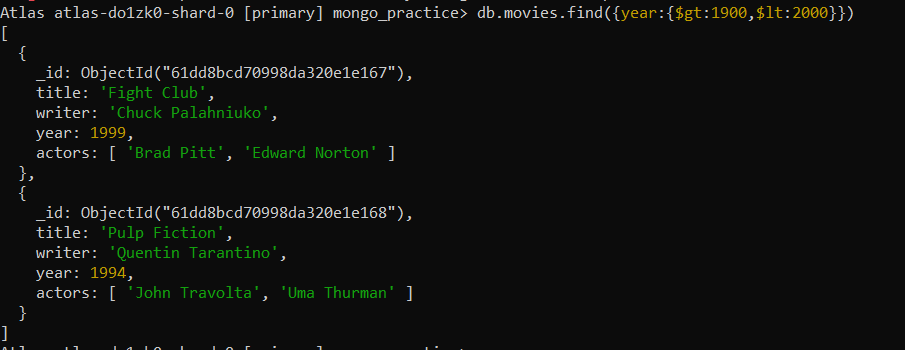 Atlas atlas-do1zk0-shard-0 [primary] mongo_practice> db.movies.find({year:{$gt:1900,$lt:2000}})
[
  {
    _id: ObjectId("61dd8bcd70998da320e1e167"),
    title: 'Fight Club',
    writer: 'Chuck Palahniuko',
    year: 1999,
    actors: [ 'Brad Pitt', 'Edward Norton' ]
  },
  {
    _id: ObjectId("61dd8bcd70998da320e1e168"),
    title: 'Pulp Fiction',
    writer: 'Quentin Tarantino',
    year: 1994,
    actors: [ 'John Travolta', 'Uma Thurman' ]
  }
]